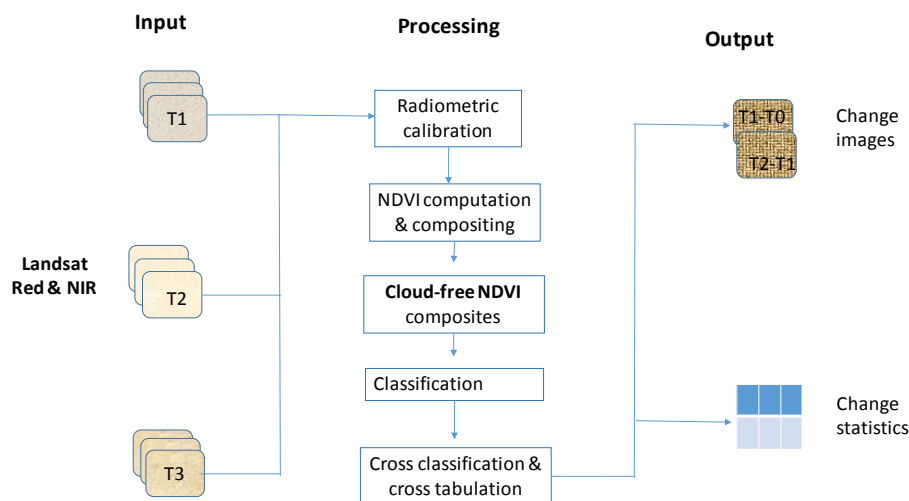 Input
Processing
Output
T1
Landsat
Red & NIR
T2
T3
Radiometric
calibration
NDVI computation
& compositing
Cloud-free NDVI
composites
Classification
Cross classification &
cross tabulation
T1-T0
T2-T1
Change
images
Change
statistics